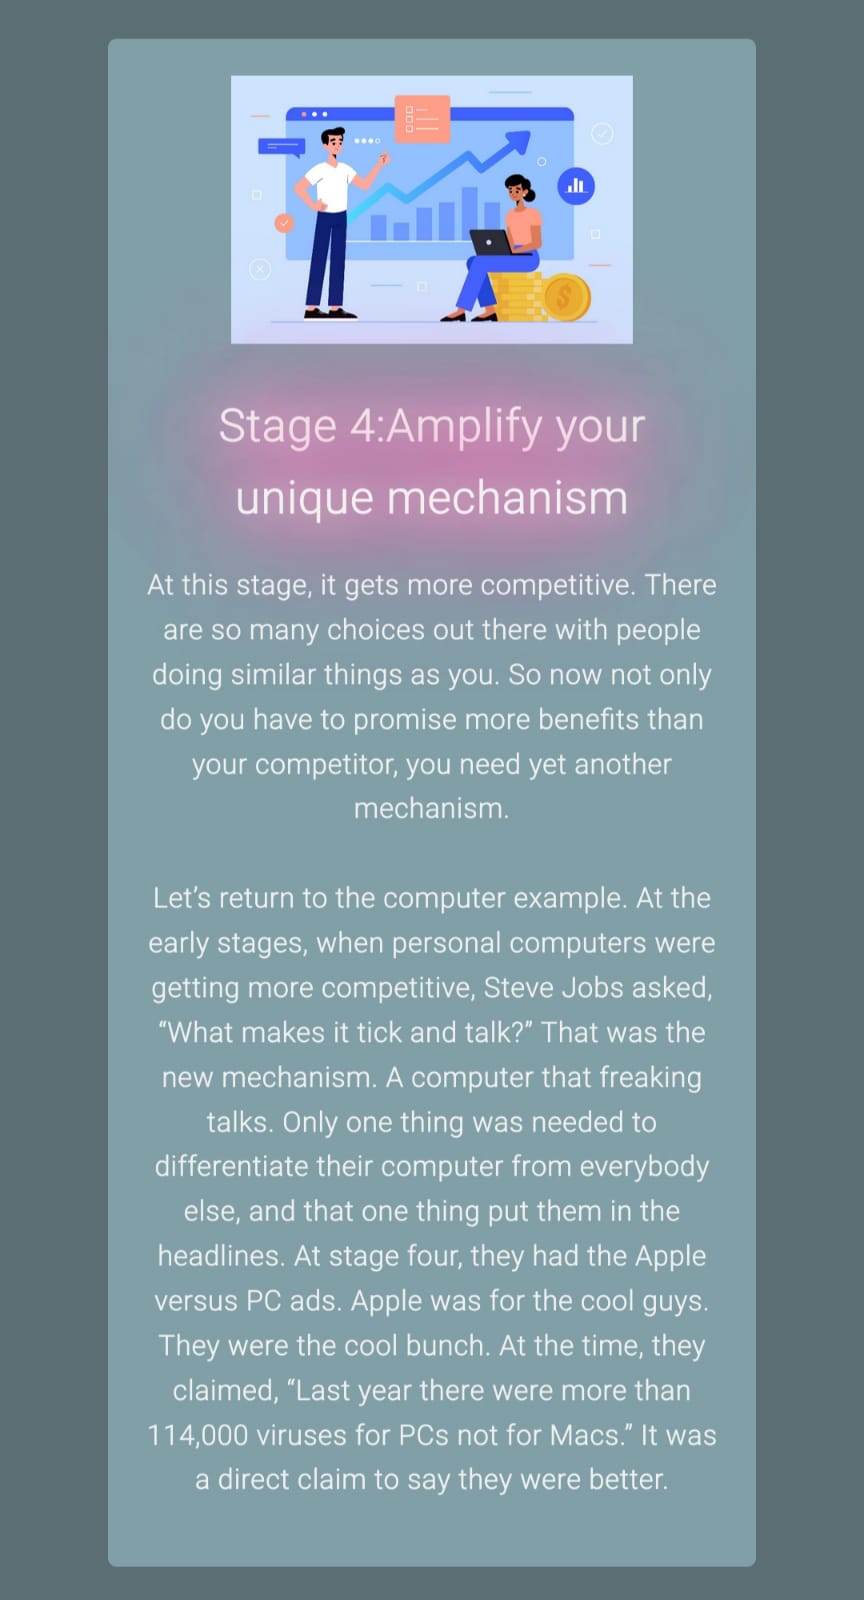 Stage 4:Amplify your
unique mechanism
At this stage, it gets more competitive. There
are so many choices out there with people
doing similar things as you. So now not only
do you have to promise more benefits than
your competitor, you need yet another
mechanism.
Let’s return to the computer example. At the
early stages, when personal computers were
getting more competitive, Steve Jobs asked,
“What makes it tick and talk?” That was the
new mechanism. A computer that freaking
talks. Only one thing was needed to
differentiate their computer from everybody
else, and that one thing put them in the
headlines. At stage four, they had the Apple
versus PC ads. Apple was for the cool guys.
They were the cool bunch. At the time, they
claimed, “Last year there were more than
114,000 viruses for PCs not for Macs.” It was
a direct claim to say they were better.